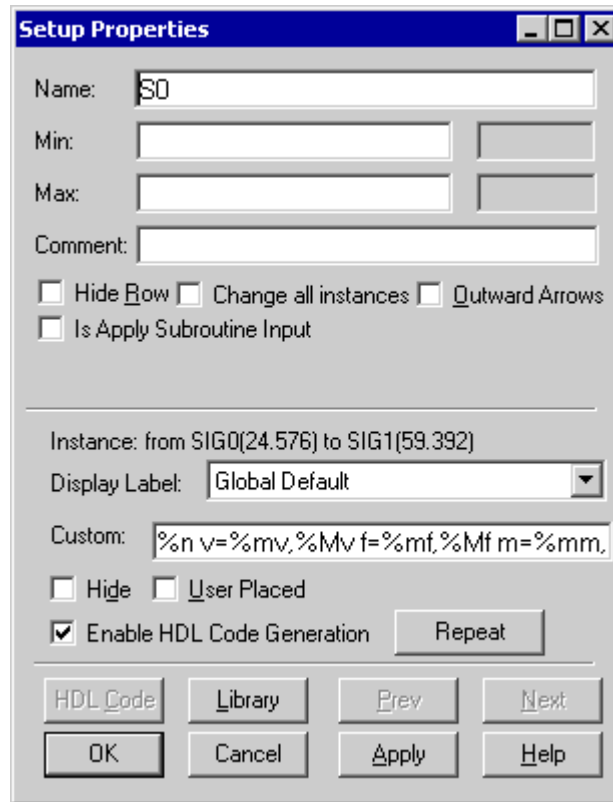 Setup Properties
Name: S0
Min:
Max:
Comment:
Hide Row Change all instances Outward Arrows
Is Apply Subroutine Input
Instance: from SIG0(24.576) to SIG1(59.392)
Display Label: Global Default
Custom: %n v=%mv,%Mv f=%mf,%Mf m=%mm,
Hide User Placed
Enable HDL Code Generation Repeat
HDL Code Library Prev Next
OK Cancel Apply Help